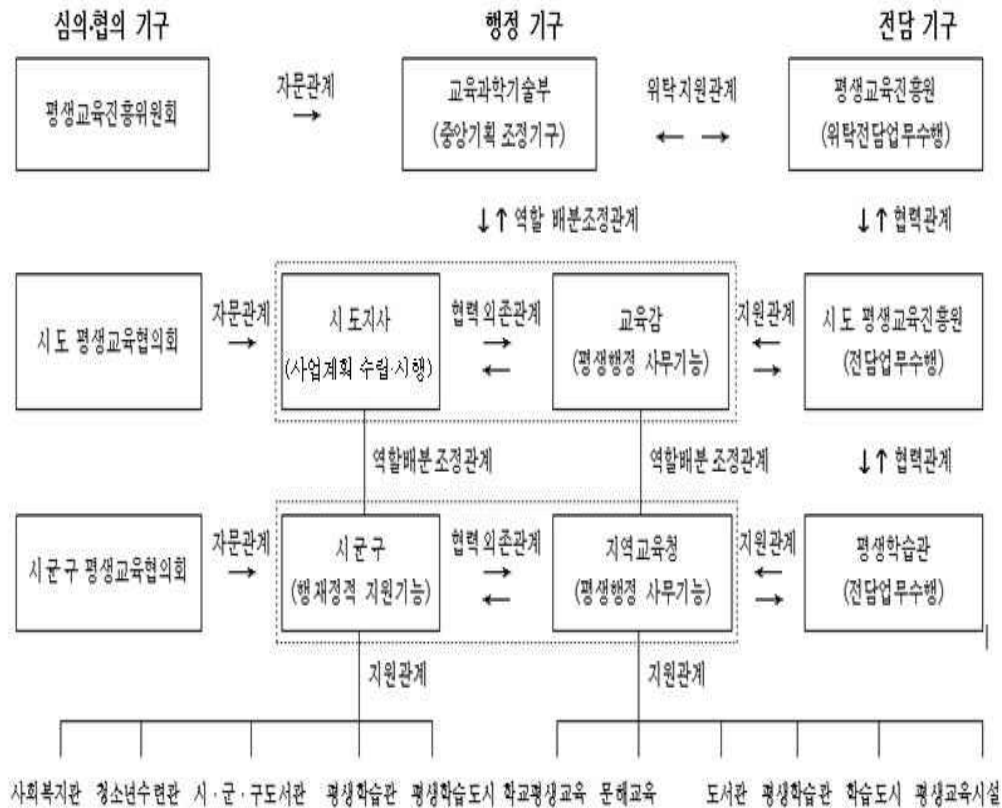 심의·협의 기구
행정 기구
전담 기구
평생교육진흥위원회
자문관계
→
교육과학기술부
(중앙기획 조정기구)
위탁지원관계
← →
평생교육진흥원
(위탁전담업무수행)
↓↑ 역할 배분조정관계
↓↑ 협력관계
시도 평생교육협의회
자문관계
→
시도지사
(사업계획 수립·시행)
협력의존관계
→
←
교육감
(평생행정 사무기능)
지원관계
←
→
시도 평생교육진흥원
(전담업무수행)
역할배분 조정관계
역할배분 조정관계
↓↑ 협력관계
시군구 평생교육협의회
자문관계
→
시군구
(행재정적 지원기능)
협력의존관계
→
←
지역교육청
(평생행정 사무기능)
지원관계
←
→
평생학습관
(전담업무수행)
지원관계
지원관계
사회복지관 청소년수련관 시·군·구도서관 평생학습관 평생학습도시 학교평생교육 문해교육 도서관 평생학습관 학습도시 평생교육시설